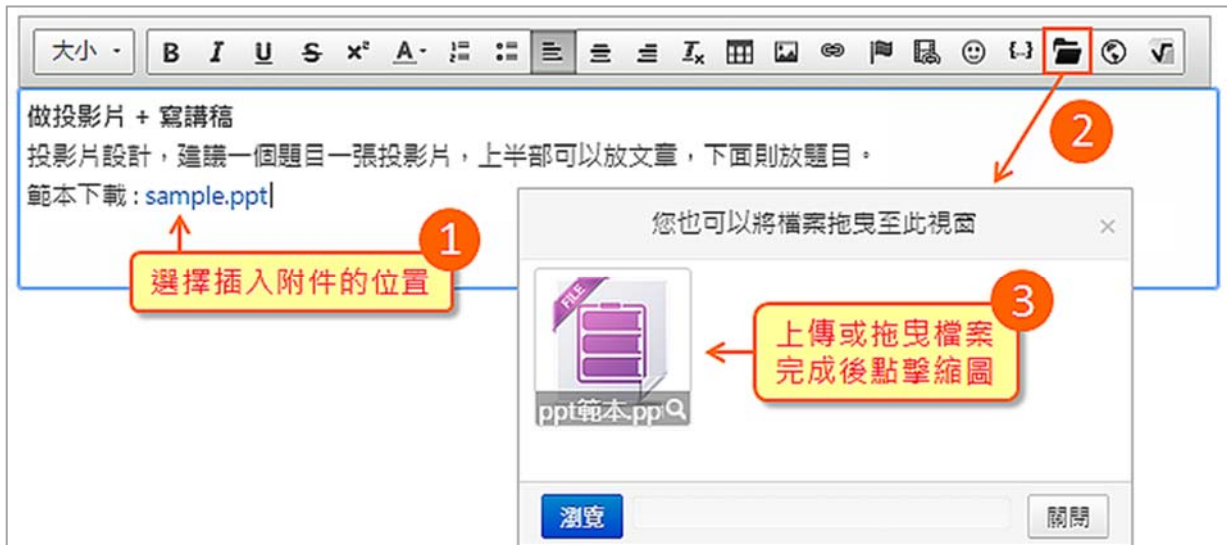 大小
B I U S x² A Tx
做投影片 + 寫講稿
投影片設計，建議一個題目一張投影片，上半部可以放文章，下面則放題目。
範本下載 : sample.ppt
1
選擇插入附件的位置
2
您也可以將檔案拖曳至此視窗
×
FILE
ppt範本.pp
3
上傳或拖曳檔案
完成後點擊縮圖
瀏覽
關閉